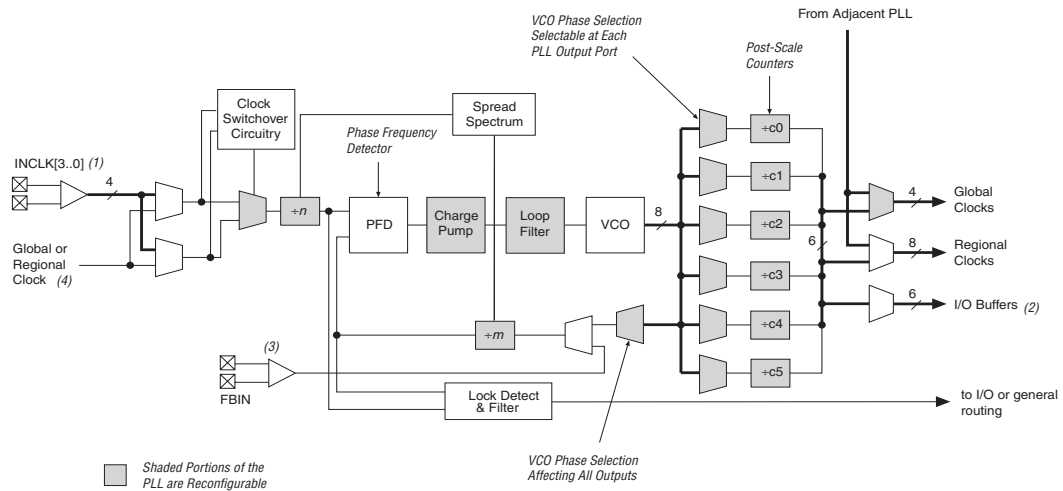 VCO Phase Selection
Selectable at Each
PLL Output Port
Post-Scale
Counters
From Adjacent PLL
Clock
Switchover
Circuitry
Spread
Spectrum
Phase Frequency
Detector
INCLK[3..0] (1)
4
Global or
Regional
Clock (4)
÷n
PFD
Charge
Pump
Loop
Filter
VCO
8
÷c0
÷c1
÷c2
6
÷c3
÷c4
÷c5
4
Global
Clocks
8
Regional
Clocks
6
I/O Buffers (2)
÷m
(3)
FBIN
Lock Detect
& Filter
to I/O or general
routing
VCO Phase Selection
Affecting All Outputs
Shaded Portions of the
PLL are Reconfigurable